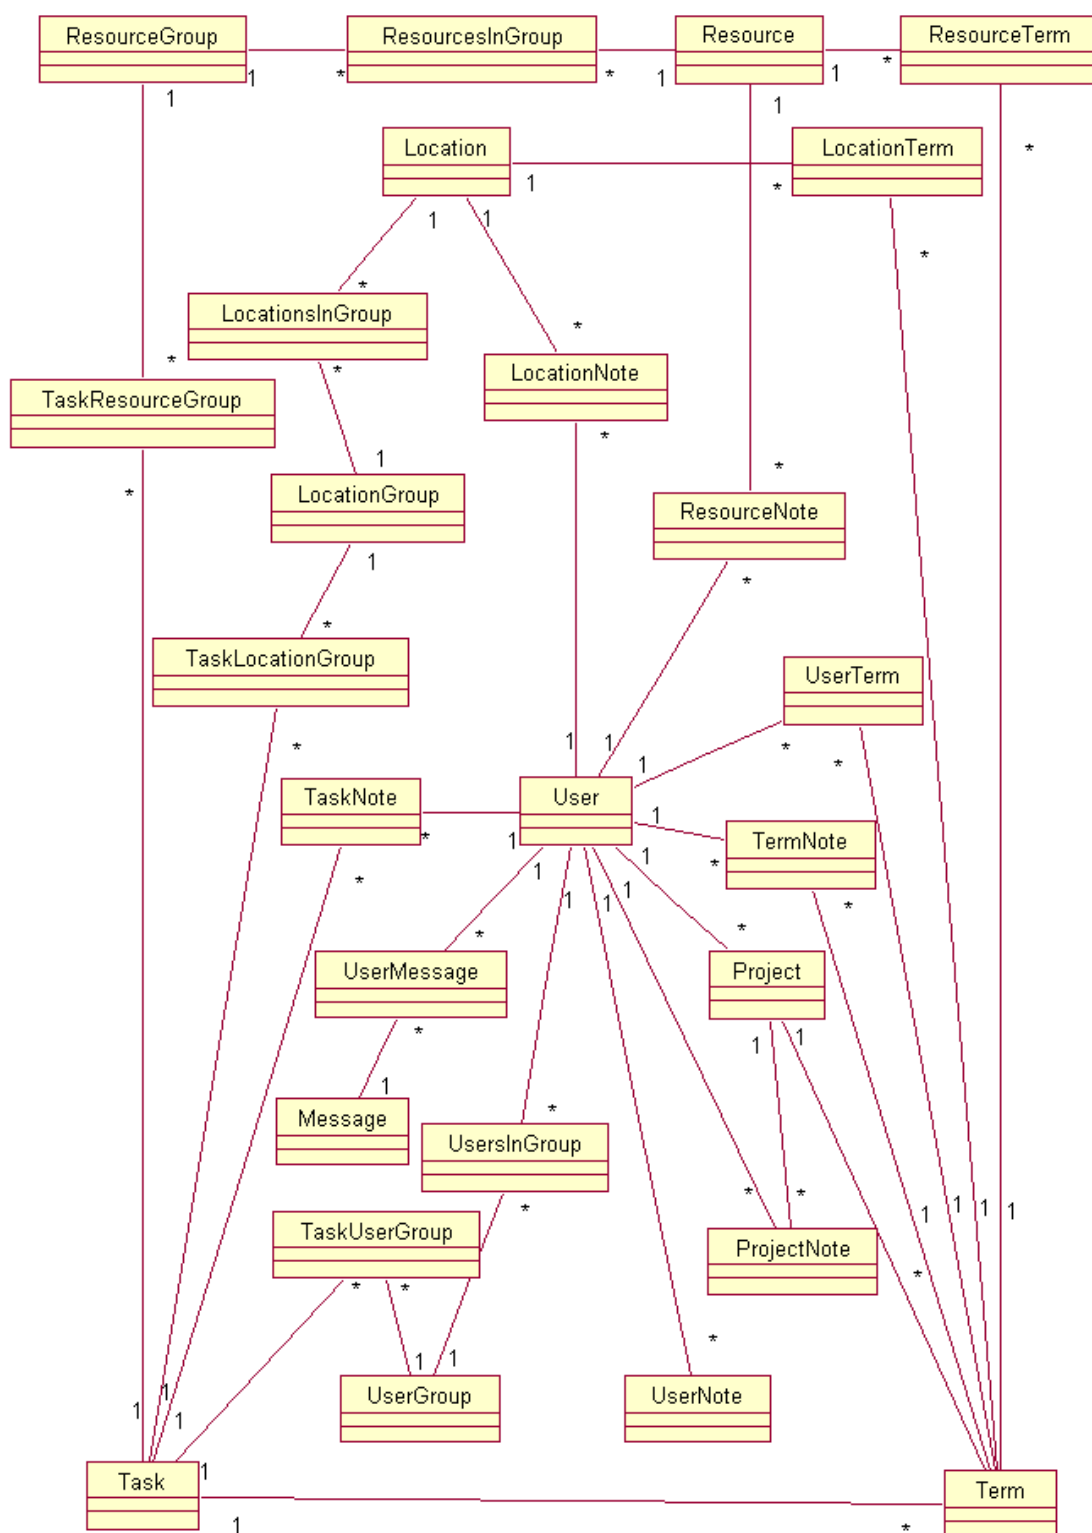 ResourceGroup ResourcesInGroup Resource ResourceTerm
1 * * 1 1 *
1 1
Location LocationTerm
* 1 *
1 1 *
LocationsInGroup * *
* * LocationNote
TaskResourceGroup *
* 1 *
LocationGroup ResourceNote
1 *
*
TaskLocationGroup UserTerm
* 1 1 1 * *
TaskNote User 1
* 1 TermNote
* 1 1 1 1 1 1 * *
* *
UserMessage Project
* 1 1
1
Message * UsersInGroup
* * * 1 1 1 1
TaskUserGroup ProjectNote
* * *
*
1 1
UserGroup UserNote
1 1 1
Task 1 Term
1 *